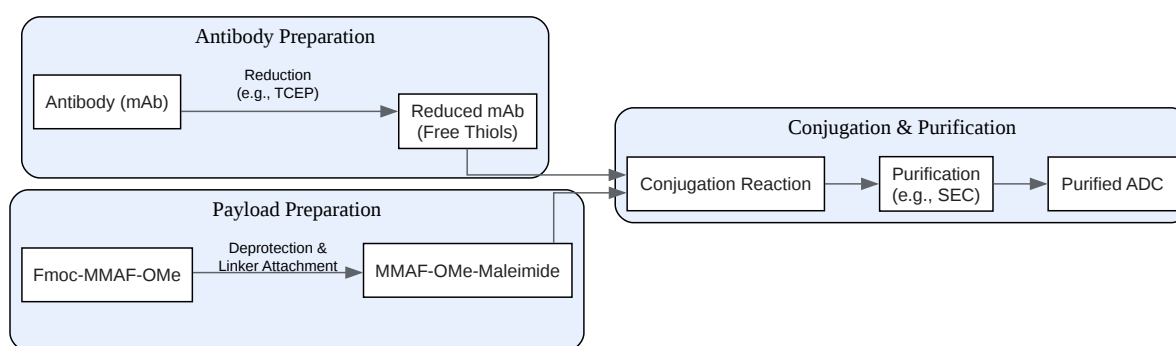 Antibody Preparation
Antibody (mAb)
Reduction
(e.g., TCEP)
Reduced mAb
(Free Thiols)
Payload Preparation
Fmoc-MMAF-OMe
Deprotection &
Linker Attachment
MMAF-OMe-Maleimide
Conjugation & Purification
Conjugation Reaction
Purification
(e.g., SEC)
Purified ADC